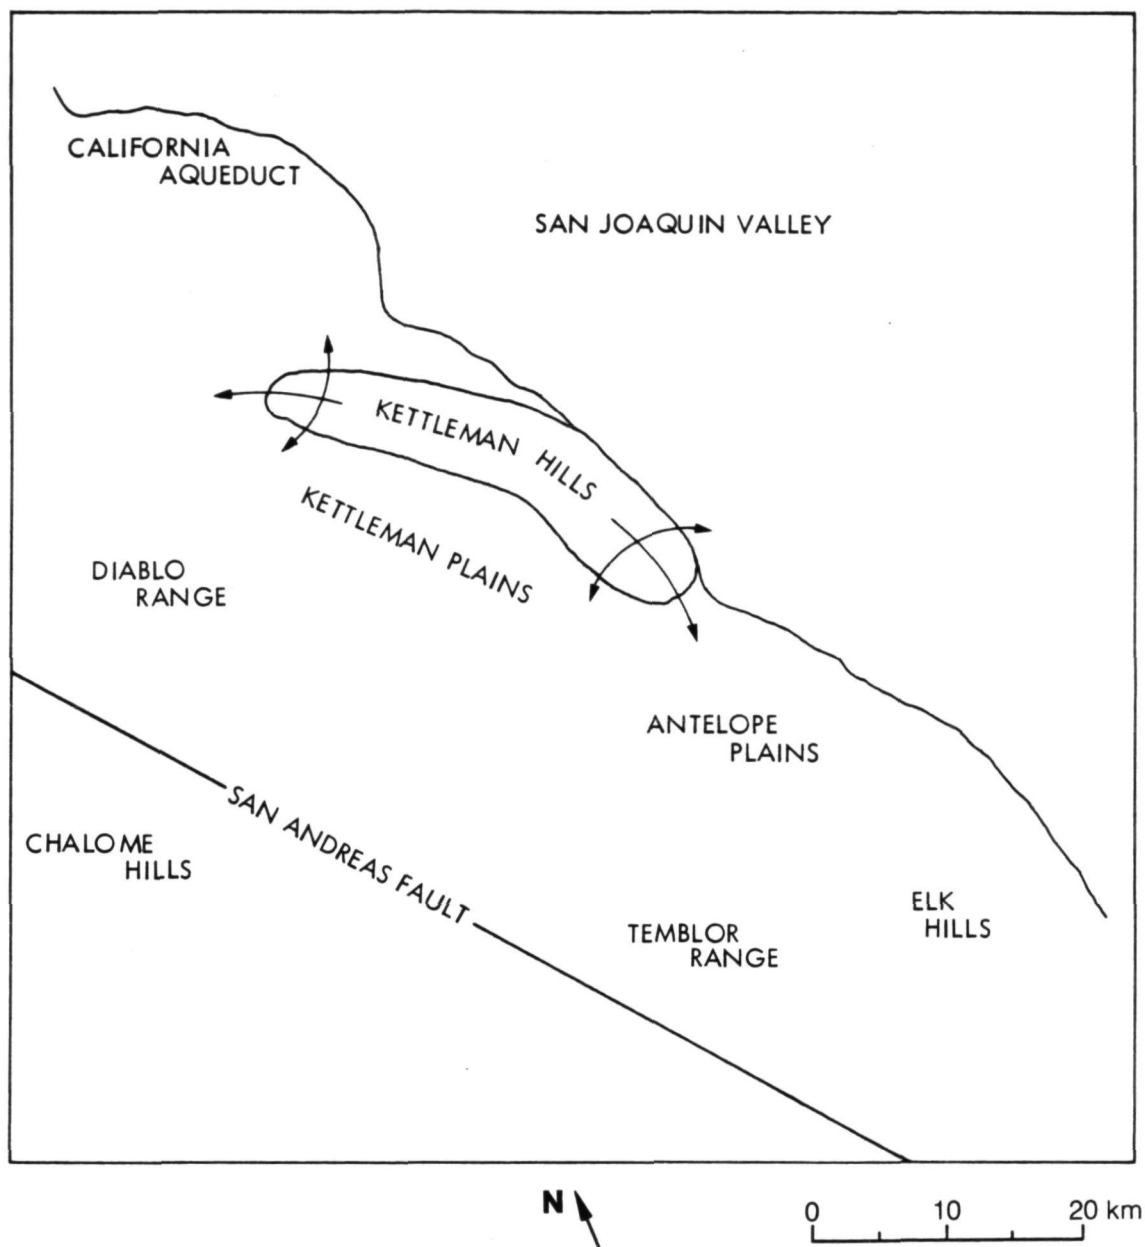 CALIFORNIA
AQUEDUCT
SAN JOAQUIN VALLEY
KETTLEMAN HILLS
KETTLEMAN PLAINS
DIABLO
RANGE
ANTELOPE
PLAINS
SAN ANDREAS FAULT
CHALOME
HILLS
ELK
HILLS
TEMBLOR
RANGE
N
0 10 20 km